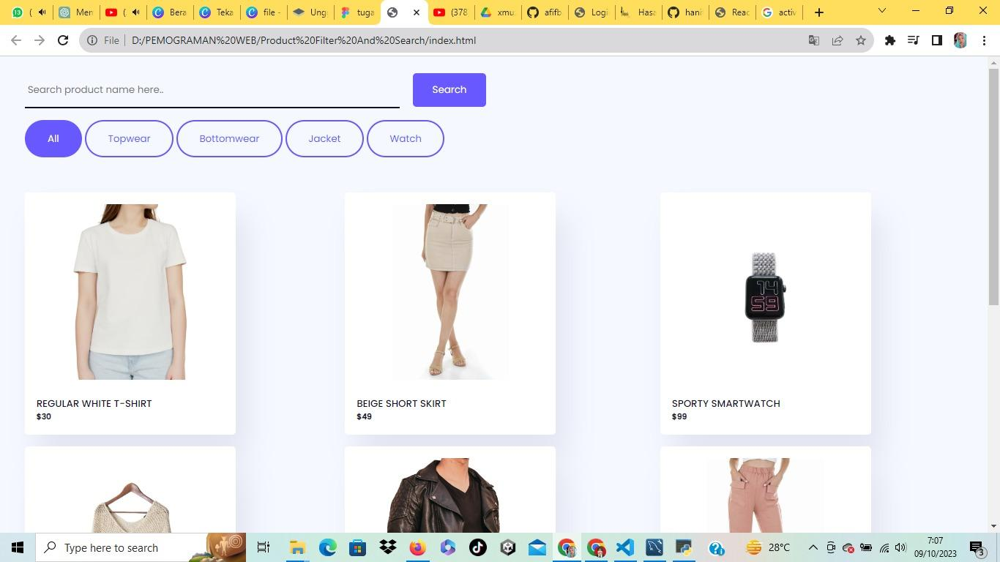 13 (
Men
(
Bera
Teka
file -
Ung
tuga
(378
xmu
afifb
Logi
Hasa
hani
Reac
activ
File D:/PEMOGRAMAN%20WEB/Product%20Filter%20And%20Search/index.html
Search product name here..
Search
All Topwear Bottomwear Jacket Watch
14
59
REGULAR WHITE T-SHIRT
$30
BEIGE SHORT SKIRT
$49
SPORTY SMARTWATCH
$99
Type here to search
28°C
7:07
09/10/2023
3